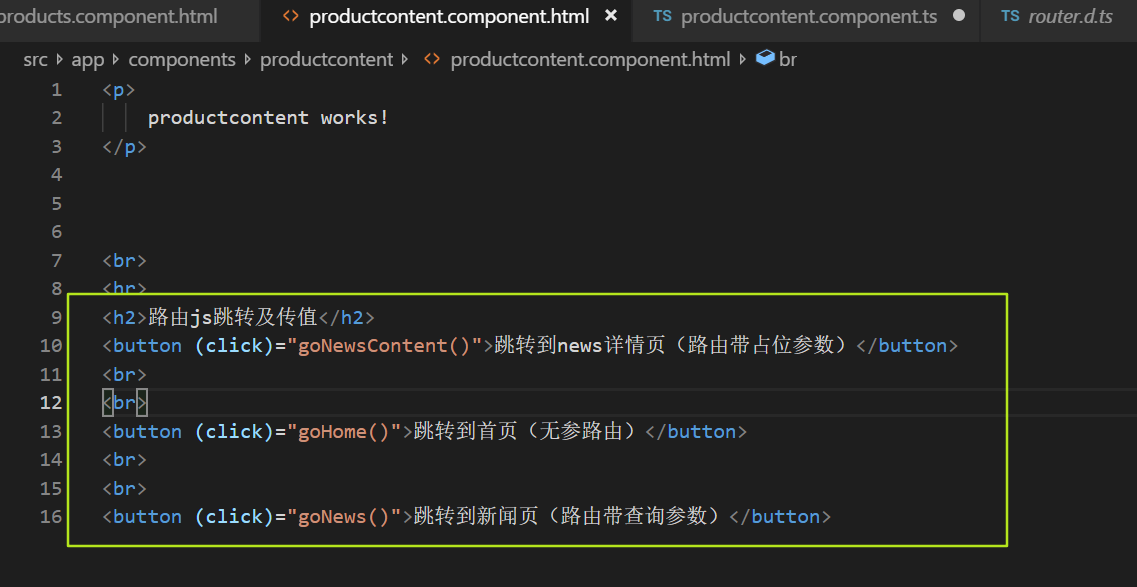 products.component.html <> productcontent.component.html × TS productcontent.component.ts ● TS router.d.ts
src > app > components > productcontent > <> productcontent.component.html > br
1 <p>
2 productcontent works!
3 </p>
4
5
6
7 <br>
8 <hr>
9 <h2>路由js跳转及传值</h2>
10 <button (click)="goNewsContent()">跳转到news详情页（路由带占位参数）</button>
11 <br>
12 <br>
13 <button (click)="goHome()">跳转到首页（无参路由）</button>
14 <br>
15 <br>
16 <button (click)="goNews()">跳转到新闻页（路由带查询参数）</button>